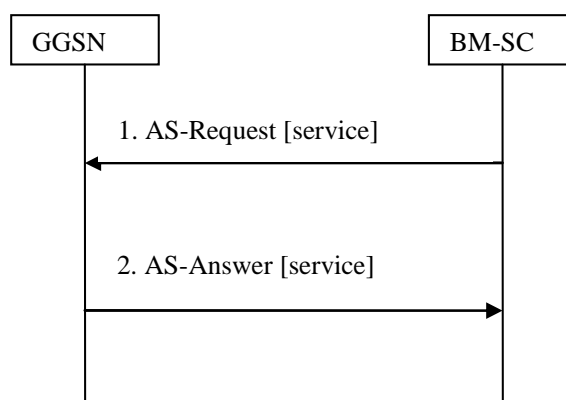 GGSN
BM-SC
1. AS-Request [service]
2. AS-Answer [service]